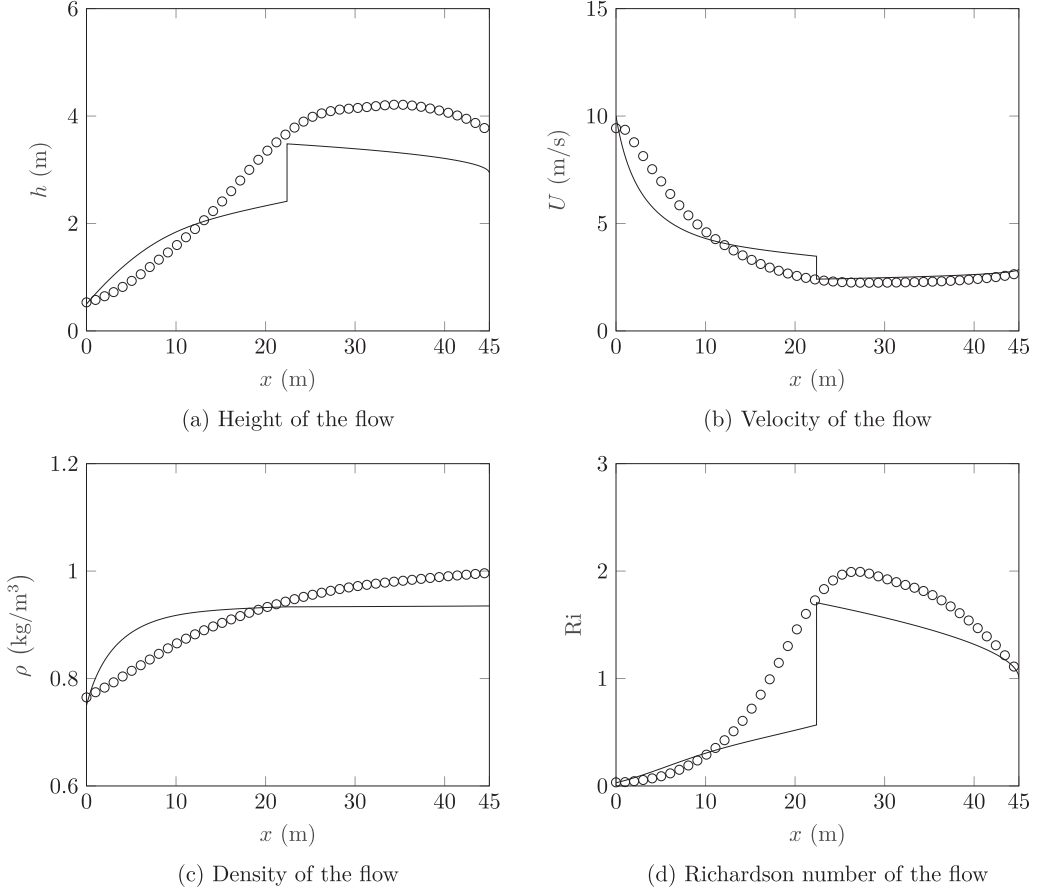 6
4
2
0
h (m)
0 10 20 30 40 45
x (m)
(a) Height of the flow
15
10
5
0
U (m/s)
0 10 20 30 40 45
x (m)
(b) Velocity of the flow
1.2
1
0.8
0.6
ρ (kg/m³)
0 10 20 30 40 45
x (m)
(c) Density of the flow
3
2
1
0
Ri
0 10 20 30 40 45
x (m)
(d) Richardson number of the flow